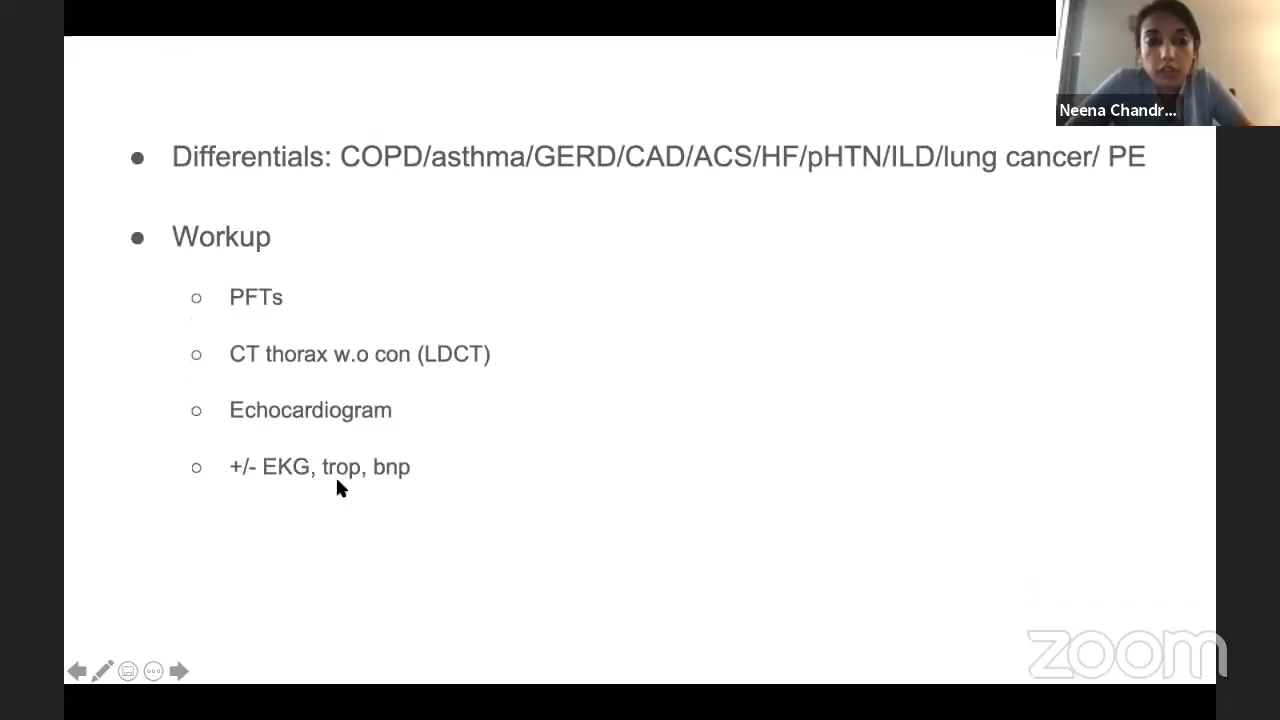 Neena Chandr...
● Differentials: COPD/asthma/GERD/CAD/ACS/HF/pHTN/ILD/lung cancer/ PE
● Workup
○ PFTs
○ CT thorax w.o con (LDCT)
○ Echocardiogram
○ +/- EKG, trop, bnp
zoom